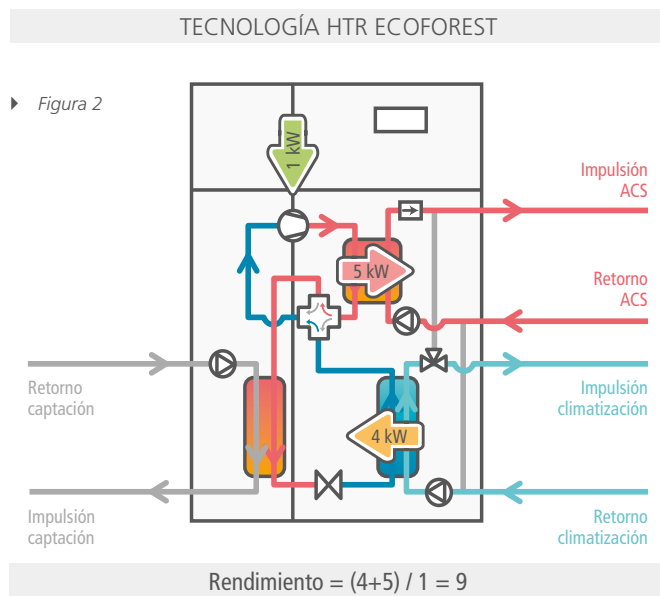 TECNOLOGÍA HTR ECOFOREST
Figura 2
1 kW
Impulsión
ACS
5 kW
Retorno
ACS
Retorno
captación
Impulsión
climatización
4 kW
Impulsión
captación
Retorno
climatización
Rendimiento = (4+5) / 1 = 9